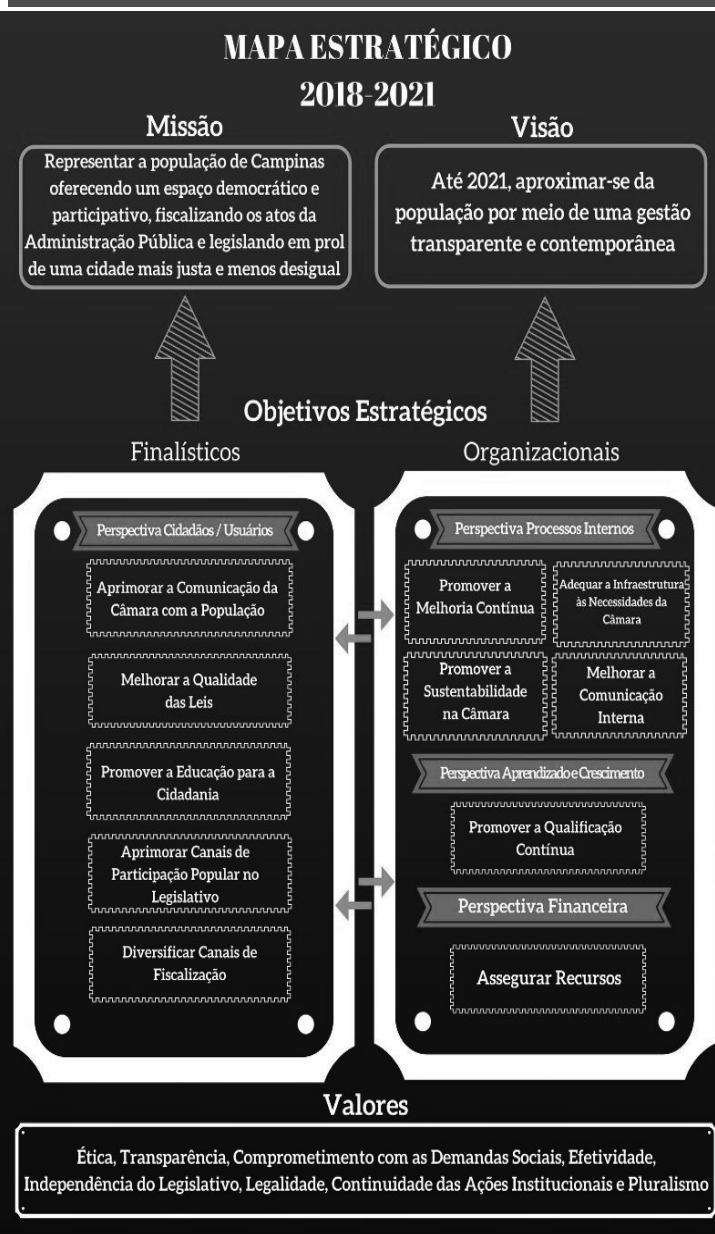 MAPA ESTRATÉGICO
2018-2021
Missão
Representar a população de Campinas
oferecendo um espaço democrático e
participativo, fiscalizando os atos da
Administração Pública e legislando em prol
de uma cidade mais justa e menos desigual
Visão
Até 2021, aproximar-se da
população por meio de uma gestão
transparente e contemporânea
Objetivos Estratégicos
Finalísticos
Perspectiva Cidadãos / Usuários
Aprimorar a Comunicação da
Câmara com a População
Melhorar a Qualidade
das Leis
Promover a Educação para a
Cidadania
Aprimorar Canais de
Participação Popular no
Legislativo
Diversificar Canais de
Fiscalização
Organizacionais
Perspectiva Processos Internos
Promover a
Melhoria Contínua
Adequar a Infraestrutura
às Necessidades da
Câmara
Promover a
Sustentabilidade
na Câmara
Melhorar a
Comunicação
Interna
Perspectiva Aprendizado e Crescimento
Promover a Qualificação
Contínua
Perspectiva Financeira
Assegurar Recursos
Valores
Ética, Transparência, Comprometimento com as Demandas Sociais, Efetividade,
Independência do Legislativo, Legalidade, Continuidade das Ações Institucionais e Pluralismo